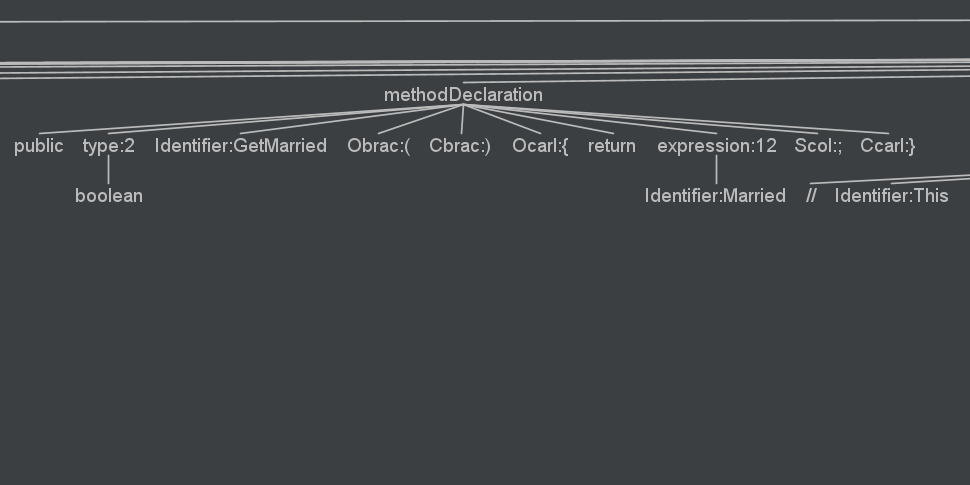 methodDeclaration
public type:2 Identifier:GetMarried Obrac:( Cbrac:) Ocarl:{ return expression:12 Scol:; Ccarl:}
boolean Identifier:Married // Identifier:This